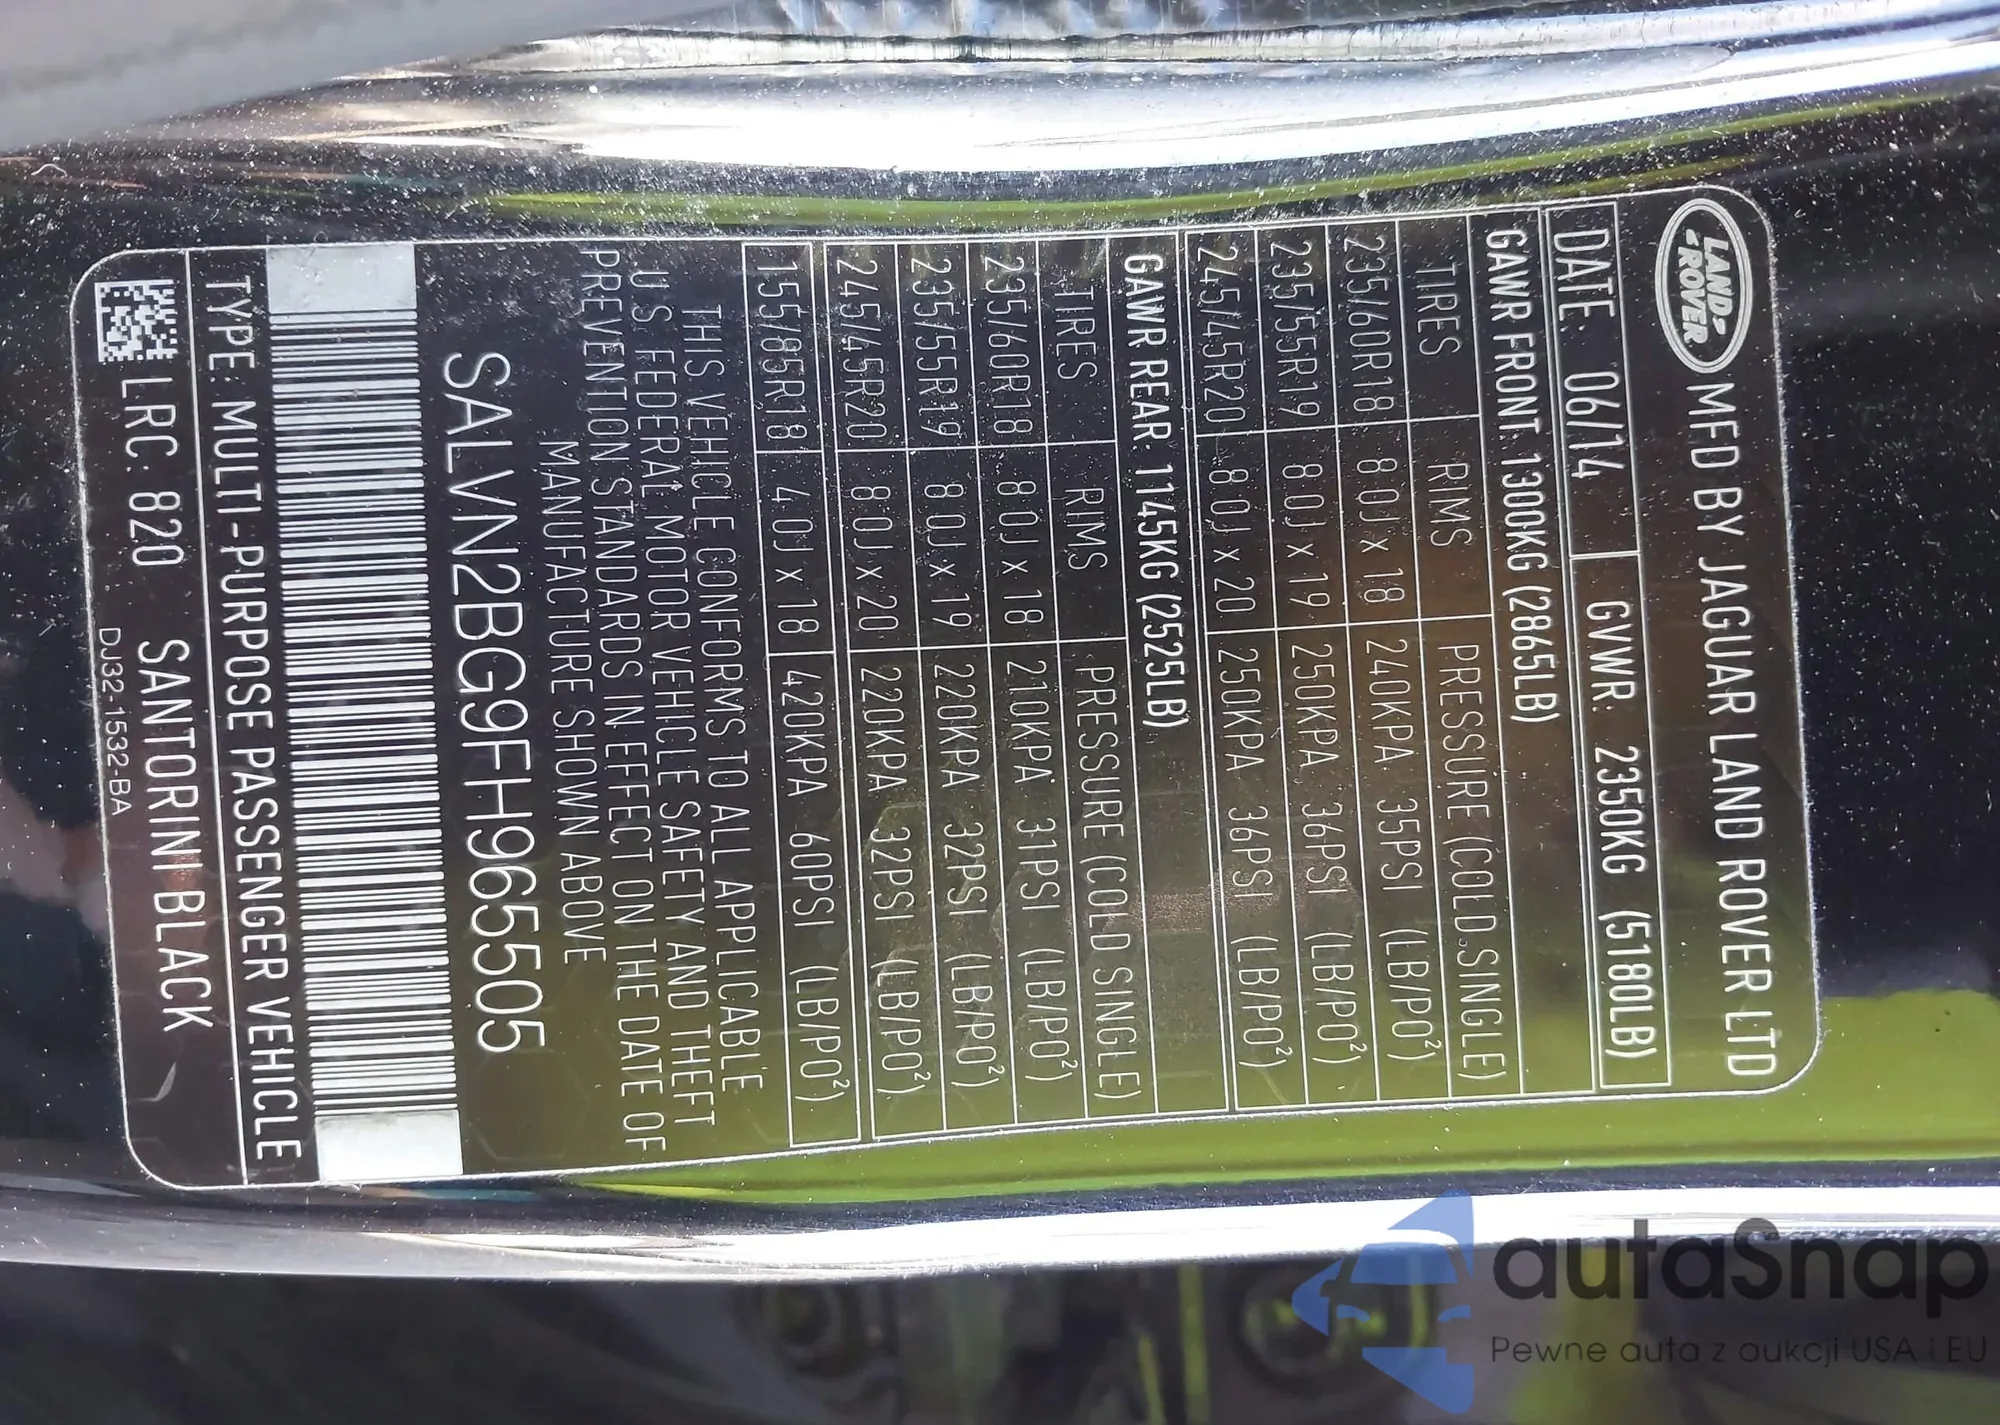 LAND-
-ROVER
MFD BY JAGUAR LAND ROVER LTD
DATE: 06/14 GVWR: 2350KG (5180LB)
GAWR FRONT: 1300KG (2865LB)
TIRES RIMS PRESSURE (COLD SINGLE)
235/60R18 8.0J x 18 240KPA 35PSI (LB/PO²)
235/55R19 8.0J x 19 250KPA 36PSI (LB/PO²)
245/45R20 8.0J x 20 250KPA 36PSI (LB/PO²)
GAWR REAR: 1145KG (2525LB)
TIRES RIMS PRESSURE (COLD SINGLE)
235/60R18 8.0J x 18 210KPA 31PSI (LB/PO²)
235/55R19 8.0J x 19 220KPA 32PSI (LB/PO²)
245/45R20 8.0J x 20 220KPA 32PSI (LB/PO²)
155/85R18 4.0J x 18 420KPA 60PSI (LB/PO²)
THIS VEHICLE CONFORMS TO ALL APPLICABLE
U.S. FEDERAL MOTOR VEHICLE SAFETY AND THEFT
PREVENTION STANDARDS IN EFFECT ON THE DATE OF
MANUFACTURE SHOWN ABOVE
SALVN2BG9FH965505
TYPE: MULTI-PURPOSE PASSENGER VEHICLE
LRC: 820 SANTORINI BLACK
DJ32-1532-BA
autaSnap
Pewne auta z aukcji USA i EU